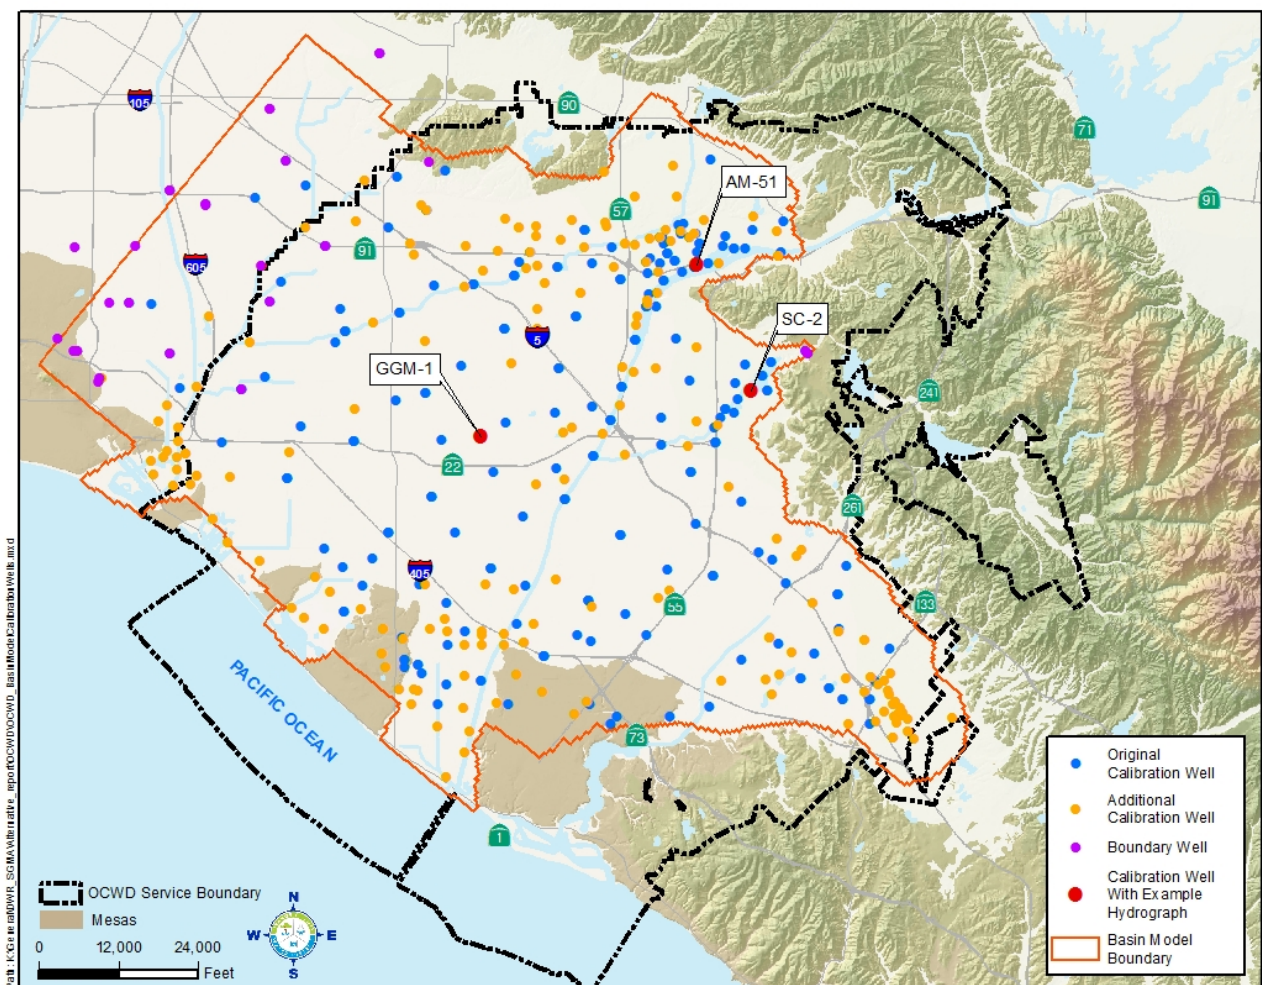 105
90
71
AM-51
57
91
91
605
SC-2
5
GGM-1
241
22
261
405
55
133
PACIFIC OCEAN
73
1
Original
Calibration Well
Additional
Calibration Well
Boundary Well
Calibration Well
With Example
Hydrograph
Basin Model
Boundary
OCWD Service Boundary
Mesas
0 12,000 24,000
Feet
N
W E
S